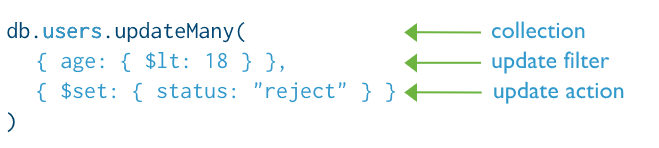 db.users.updateMany( collection
{ age: { $lt: 18 } }, update filter
{ $set: { status: "reject" } } update action
)